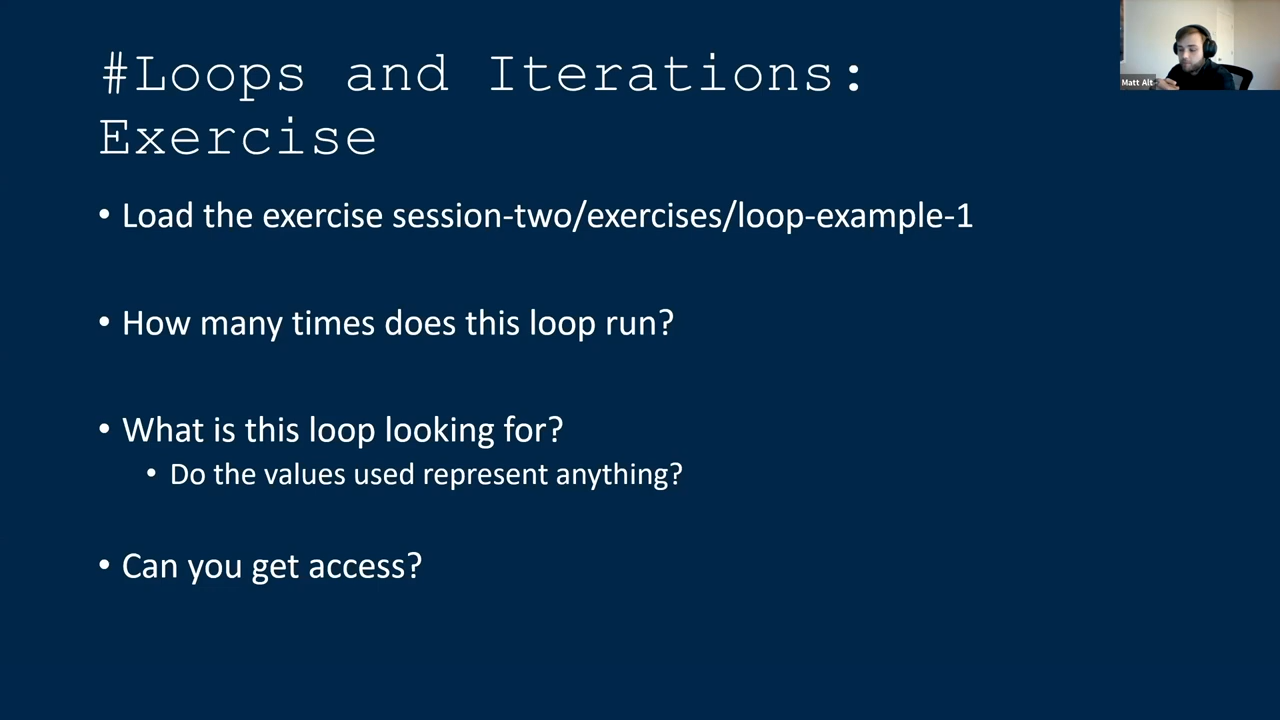 #Loops and Iterations:
Exercise
• Load the exercise session-two/exercises/loop-example-1
• How many times does this loop run?
• What is this loop looking for?
• Do the values used represent anything?
• Can you get access?
Matt Alt